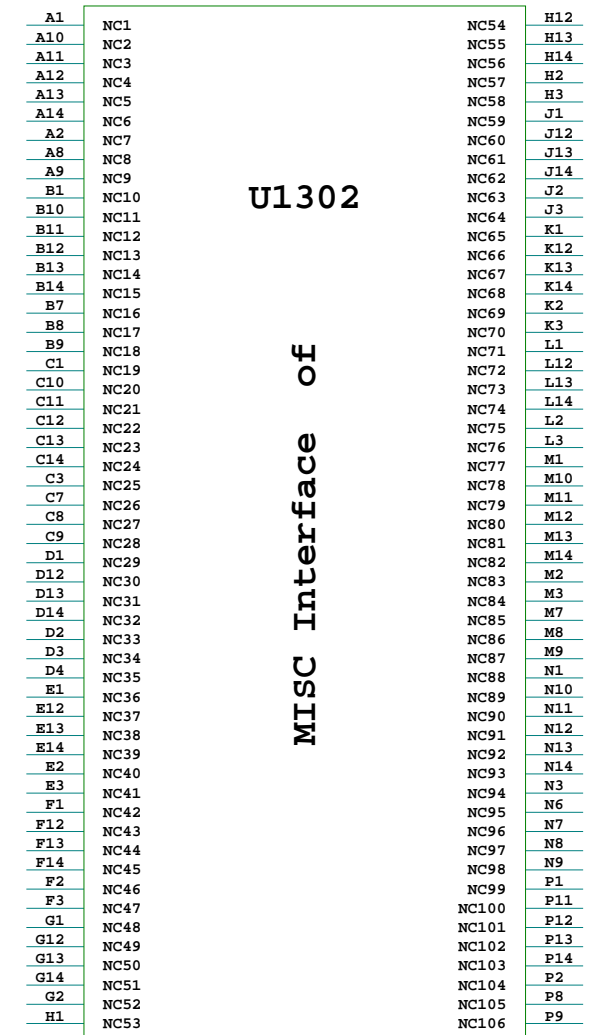 A1 NC1 NC54 H12
A10 NC2 NC55 H13
A11 NC3 NC56 H14
A12 NC4 NC57 H2
A13 NC5 NC58 H3
A14 NC6 NC59 J1
A2 NC7 NC60 J12
A8 NC8 NC61 J13
A9 NC9 NC62 J14
B1 NC10 NC63 J2
B10 NC11 NC64 J3
B11 NC12 NC65 K1
B12 NC13 NC66 K12
B13 NC14 NC67 K13
B14 NC15 NC68 K14
B7 NC16 NC69 K2
B8 NC17 NC70 K3
B9 NC18 NC71 L1
C1 NC19 NC72 L12
C10 NC20 NC73 L13
C11 NC21 NC74 L14
C12 NC22 NC75 L2
C13 NC23 NC76 L3
C14 NC24 NC77 M1
C3 NC25 NC78 M10
C7 NC26 NC79 M11
C8 NC27 NC80 M12
C9 NC28 NC81 M13
D1 NC29 NC82 M14
D12 NC30 NC83 M2
D13 NC31 NC84 M3
D14 NC32 NC85 M7
D2 NC33 NC86 M8
D3 NC34 NC87 M9
D4 NC35 NC88 N1
E1 NC36 NC89 N10
E12 NC37 NC90 N11
E13 NC38 NC91 N12
E14 NC39 NC92 N13
E2 NC40 NC93 N14
E3 NC41 NC94 N3
F1 NC42 NC95 N6
F12 NC43 NC96 N7
F13 NC44 NC97 N8
F14 NC45 NC98 N9
F2 NC46 NC99 P1
F3 NC47 NC100 P11
G1 NC48 NC101 P12
G12 NC49 NC102 P13
G13 NC50 NC103 P14
G14 NC51 NC104 P2
G2 NC52 NC105 P8
H1 NC53 NC106 P9
U1302
MISC Interface of